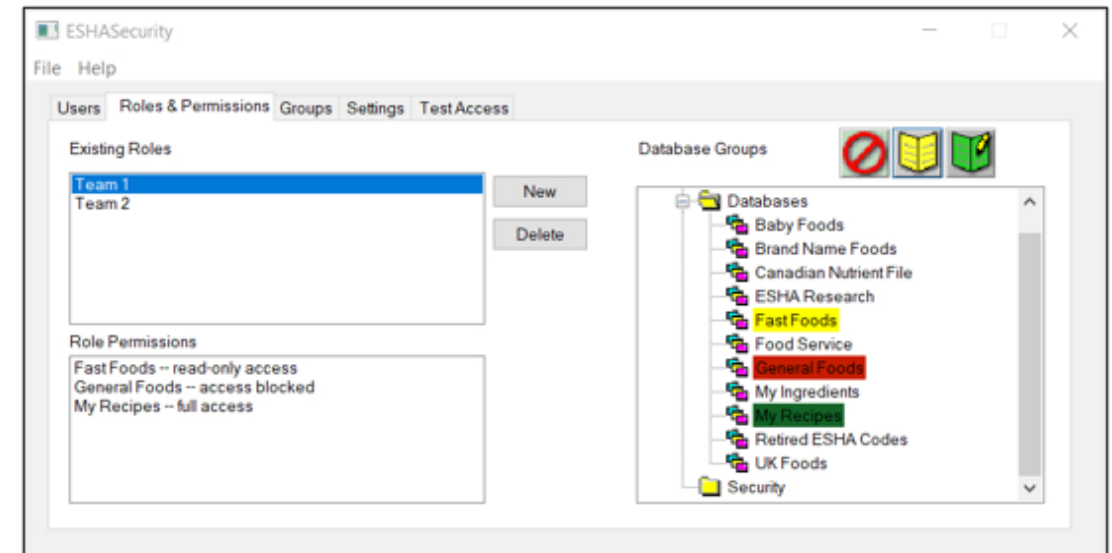 ESHASecurity
File Help
Users Roles & Permissions Groups Settings Test Access
Existing Roles
Team 1
Team 2
New
Delete
Role Permissions
Fast Foods -- read-only access
General Foods -- access blocked
My Recipes -- full access
Database Groups
Databases
Baby Foods
Brand Name Foods
Canadian Nutrient File
ESHA Research
Fast Foods
Food Service
General Foods
My Ingredients
My Recipes
Retired ESHA Codes
UK Foods
Security